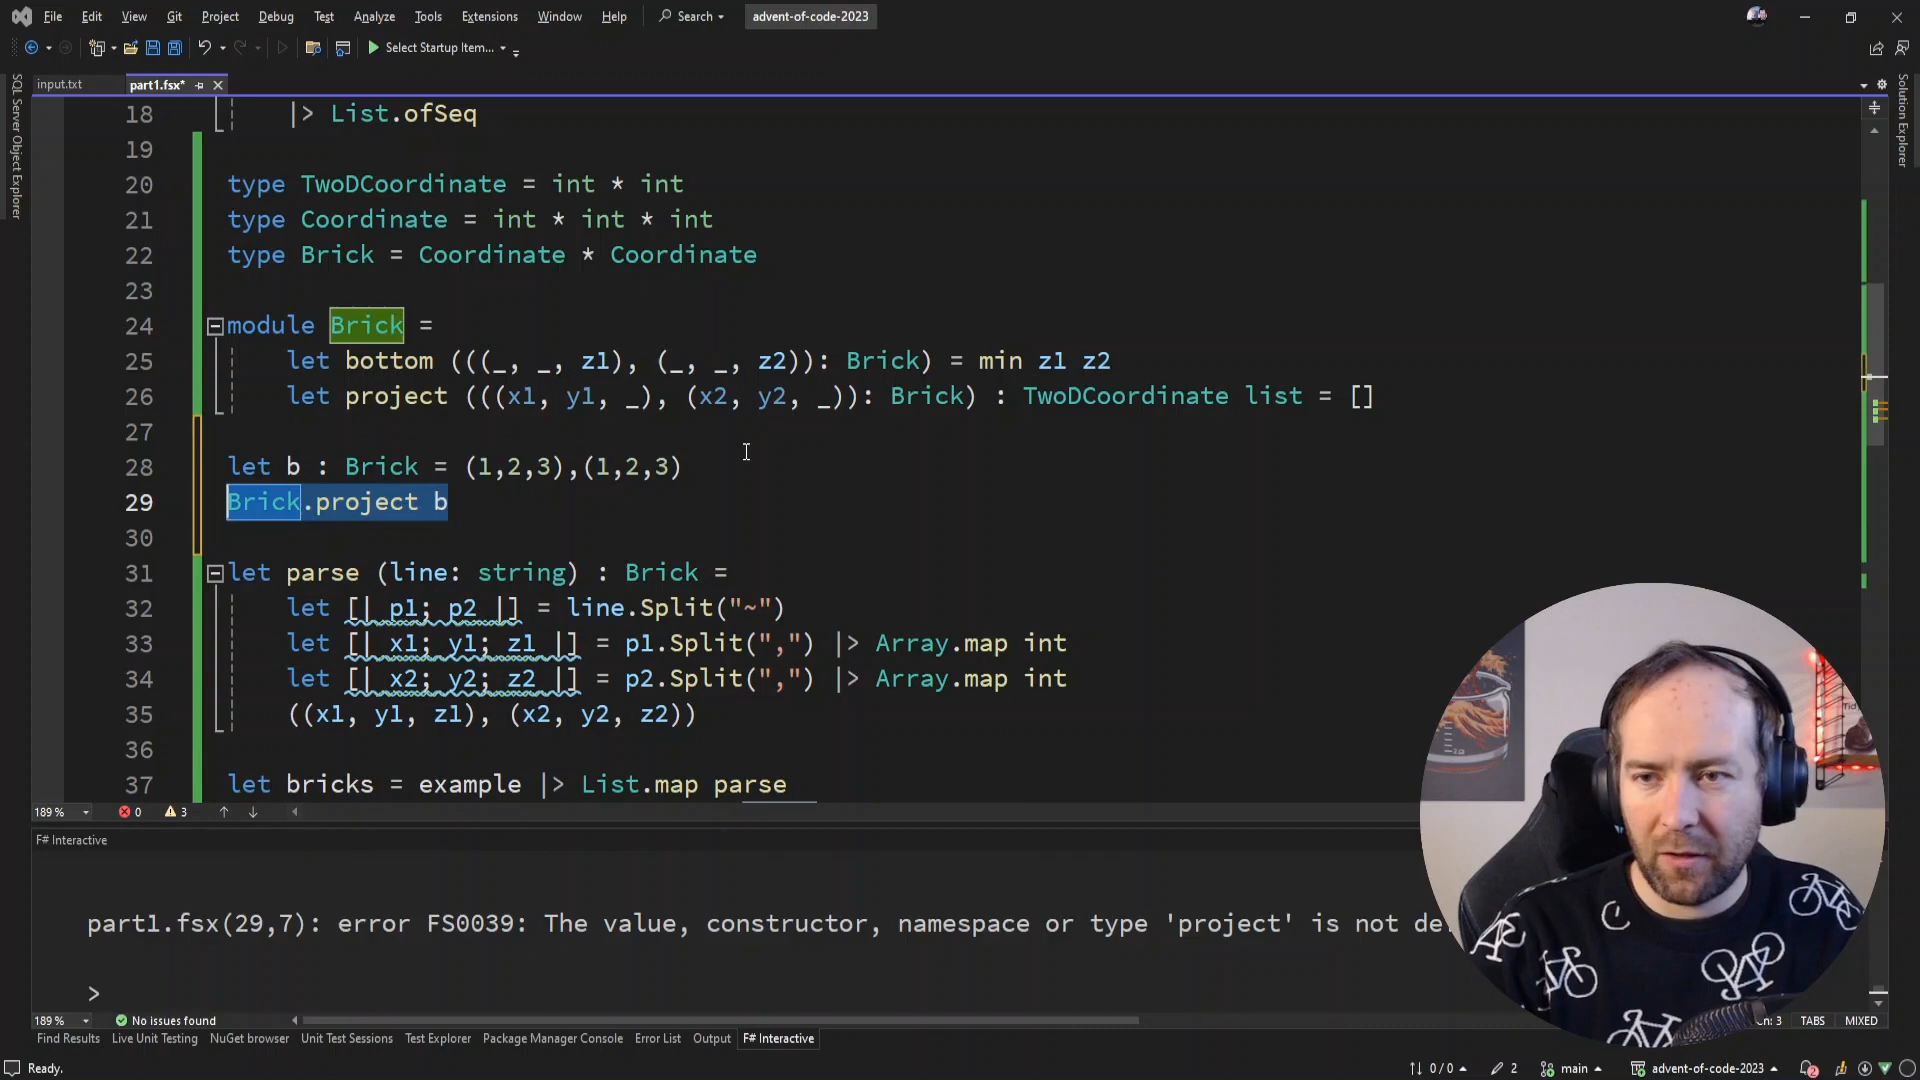 File Edit View Git Project Debug Test Analyze Tools Extensions Window Help Search advent-of-code-2023
Select Startup Item...
input.txt part1.fsx*
SQL Server Object Explorer
Solution Explorer
18 |> List.ofSeq
19
20 type TwoDCoordinate = int * int
21 type Coordinate = int * int * int
22 type Brick = Coordinate * Coordinate
23
24 module Brick =
25 let bottom (((_, _, z1), (_, _, z2)): Brick) = min z1 z2
26 let project (((x1, y1, _), (x2, y2, _)): Brick) : TwoDCoordinate list = []
27
28 let b : Brick = (1,2,3),(1,2,3)
29 Brick.project b
30
31 let parse (line: string) : Brick =
32 let [| p1; p2 |] = line.Split("~")
33 let [| x1; y1; z1 |] = p1.Split(",") |> Array.map int
34 let [| x2; y2; z2 |] = p2.Split(",") |> Array.map int
35 ((x1, y1, z1), (x2, y2, z2))
36
37 let bricks = example |> List.map parse
189 % 0 3
F# Interactive
part1.fsx(29,7): error FS0039: The value, constructor, namespace or type 'project' is not de
>
189 % No issues found Ln: 3 TABS MIXED
Find Results Live Unit Testing NuGet browser Unit Test Sessions Test Explorer Package Manager Console Error List Output F# Interactive
Ready. 0 / 0 2 main advent-of-code-2023 2